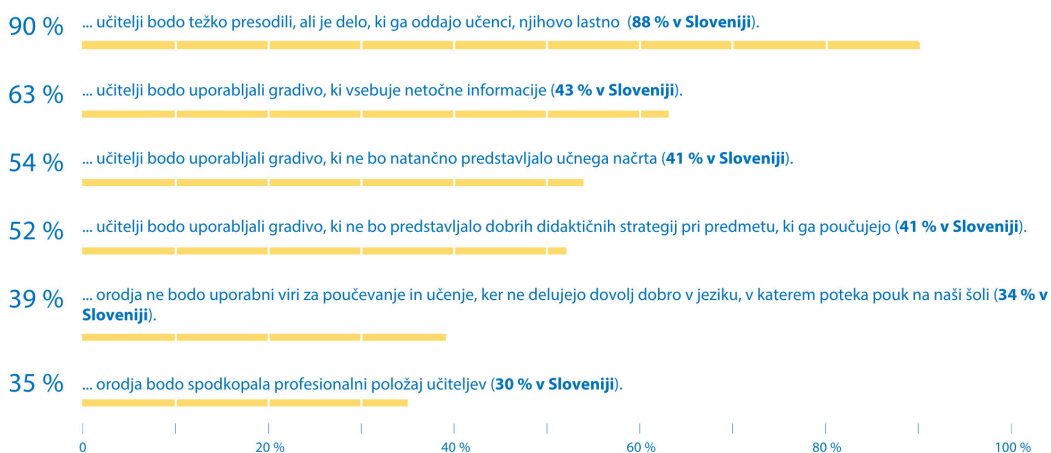 90 % ... učitelji bodo težko presodili, ali je delo, ki ga oddajo učenci, njihovo lastno (88 % v Sloveniji).
63 % ... učitelji bodo uporabljali gradivo, ki vsebuje netočne informacije (43 % v Sloveniji).
54 % ... učitelji bodo uporabljali gradivo, ki ne bo natančno predstavljalo učnega načrta (41 % v Sloveniji).
52 % ... učitelji bodo uporabljali gradivo, ki ne bo predstavljalo dobrih didaktičnih strategij pri predmetu, ki ga poučujejo (41 % v Sloveniji).
39 % ... orodja ne bodo uporabni viri za poučevanje in učenje, ker ne delujejo dovolj dobro v jeziku, v katerem poteka pouk na naši šoli (34 % v
Sloveniji).
35 % ... orodja bodo spodkopala profesionalni položaj učiteljev (30 % v Sloveniji).
0 20 % 40 % 60 % 80 % 100 %